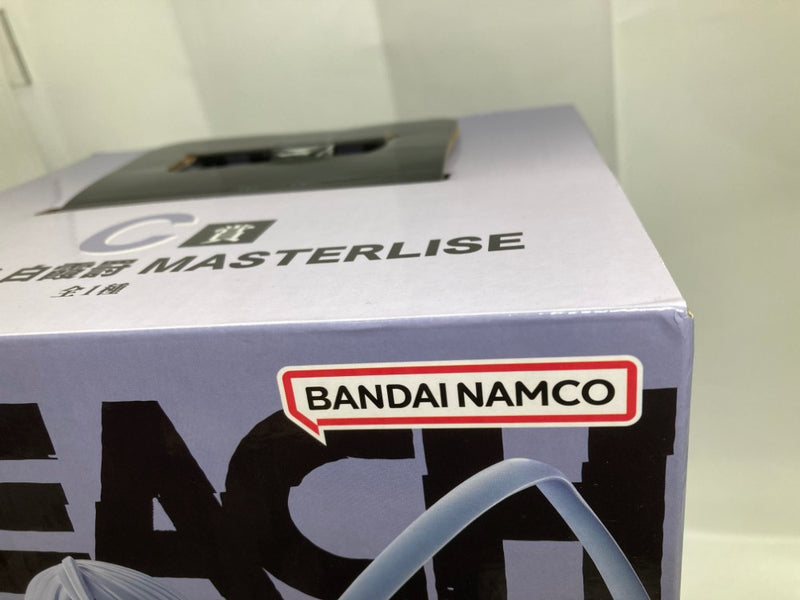 C賞
白霞罸 MASTERLISE
全1種
BANDAI NAMCO
EACH